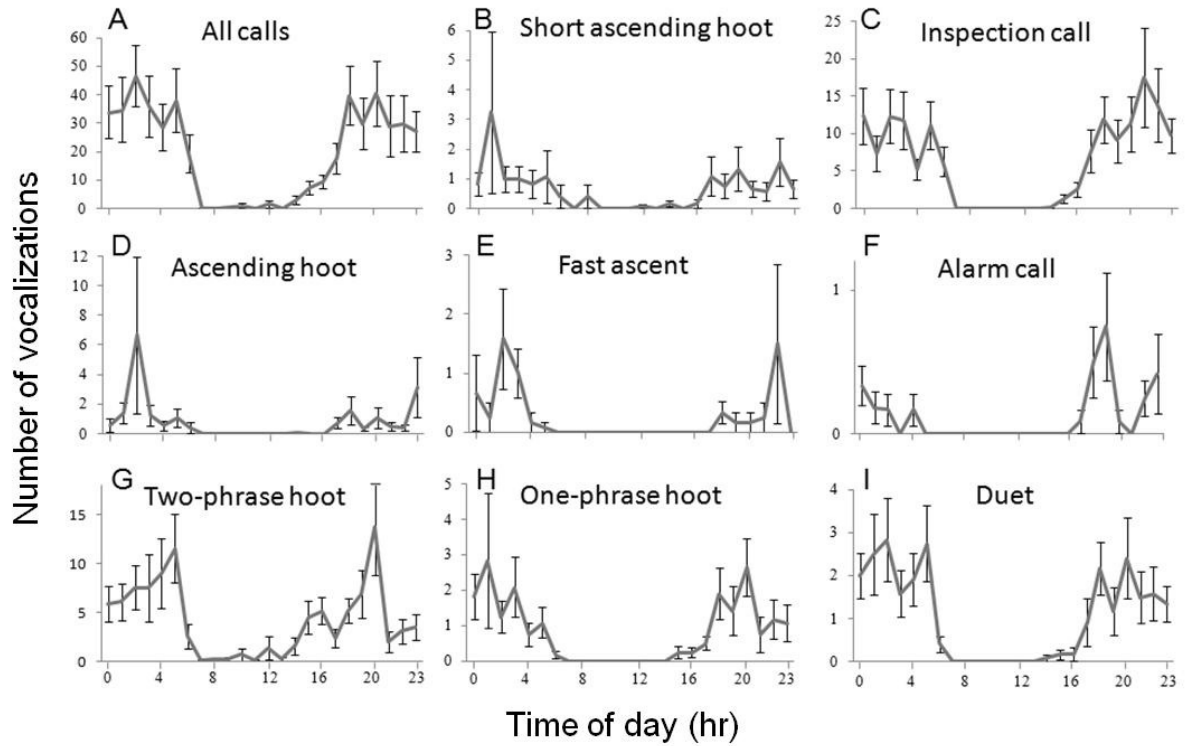 A
All calls
60
50
40
30
20
10
0
B
Short ascending hoot
6
5
4
3
2
1
0
C
Inspection call
25
20
15
10
5
0
Number of vocalizations
D
Ascending hoot
12
10
8
6
4
2
0
E
Fast ascent
3
2
1
0
F
Alarm call
1
0
G
Two-phrase hoot
15
10
5
0
0 4 8 12 16 20 23
H
One-phrase hoot
5
4
3
2
1
0
0 4 8 12 16 20 23
I
Duet
4
3
2
1
0
0 4 8 12 16 20 23
Time of day (hr)